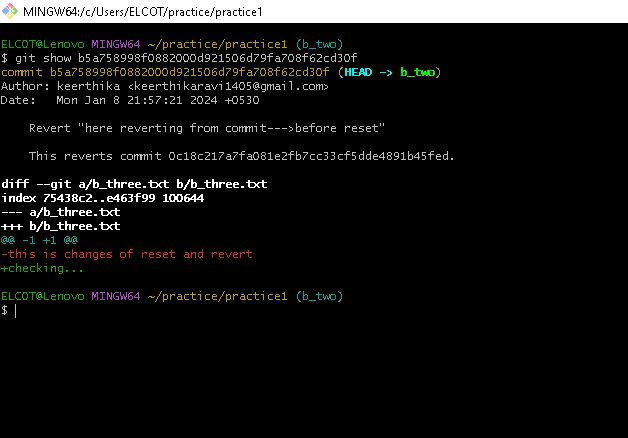 MINGW64:/c/Users/ELCOT/practice/practice1
ELCOT@Lenovo MINGW64 ~/practice/practice1 (b_two)
$ git show b5a758998f0882000d921506d79fa708f62cd30f
commit b5a758998f0882000d921506d79fa708f62cd30f (HEAD -> b_two)
Author: keerthika <keerthikaravi1405@gmail.com>
Date:   Mon Jan 8 21:57:21 2024 +0530
Revert "here reverting from commit--->before reset"
This reverts commit 0c18c217a7fa081e2fb7cc33cf5dde4891b45fed.
diff --git a/b_three.txt b/b_three.txt
index 75438c2..e463f99 100644
--- a/b_three.txt
+++ b/b_three.txt
@@ -1 +1 @@
-this is changes of reset and revert
+checking...
ELCOT@Lenovo MINGW64 ~/practice/practice1 (b_two)
$